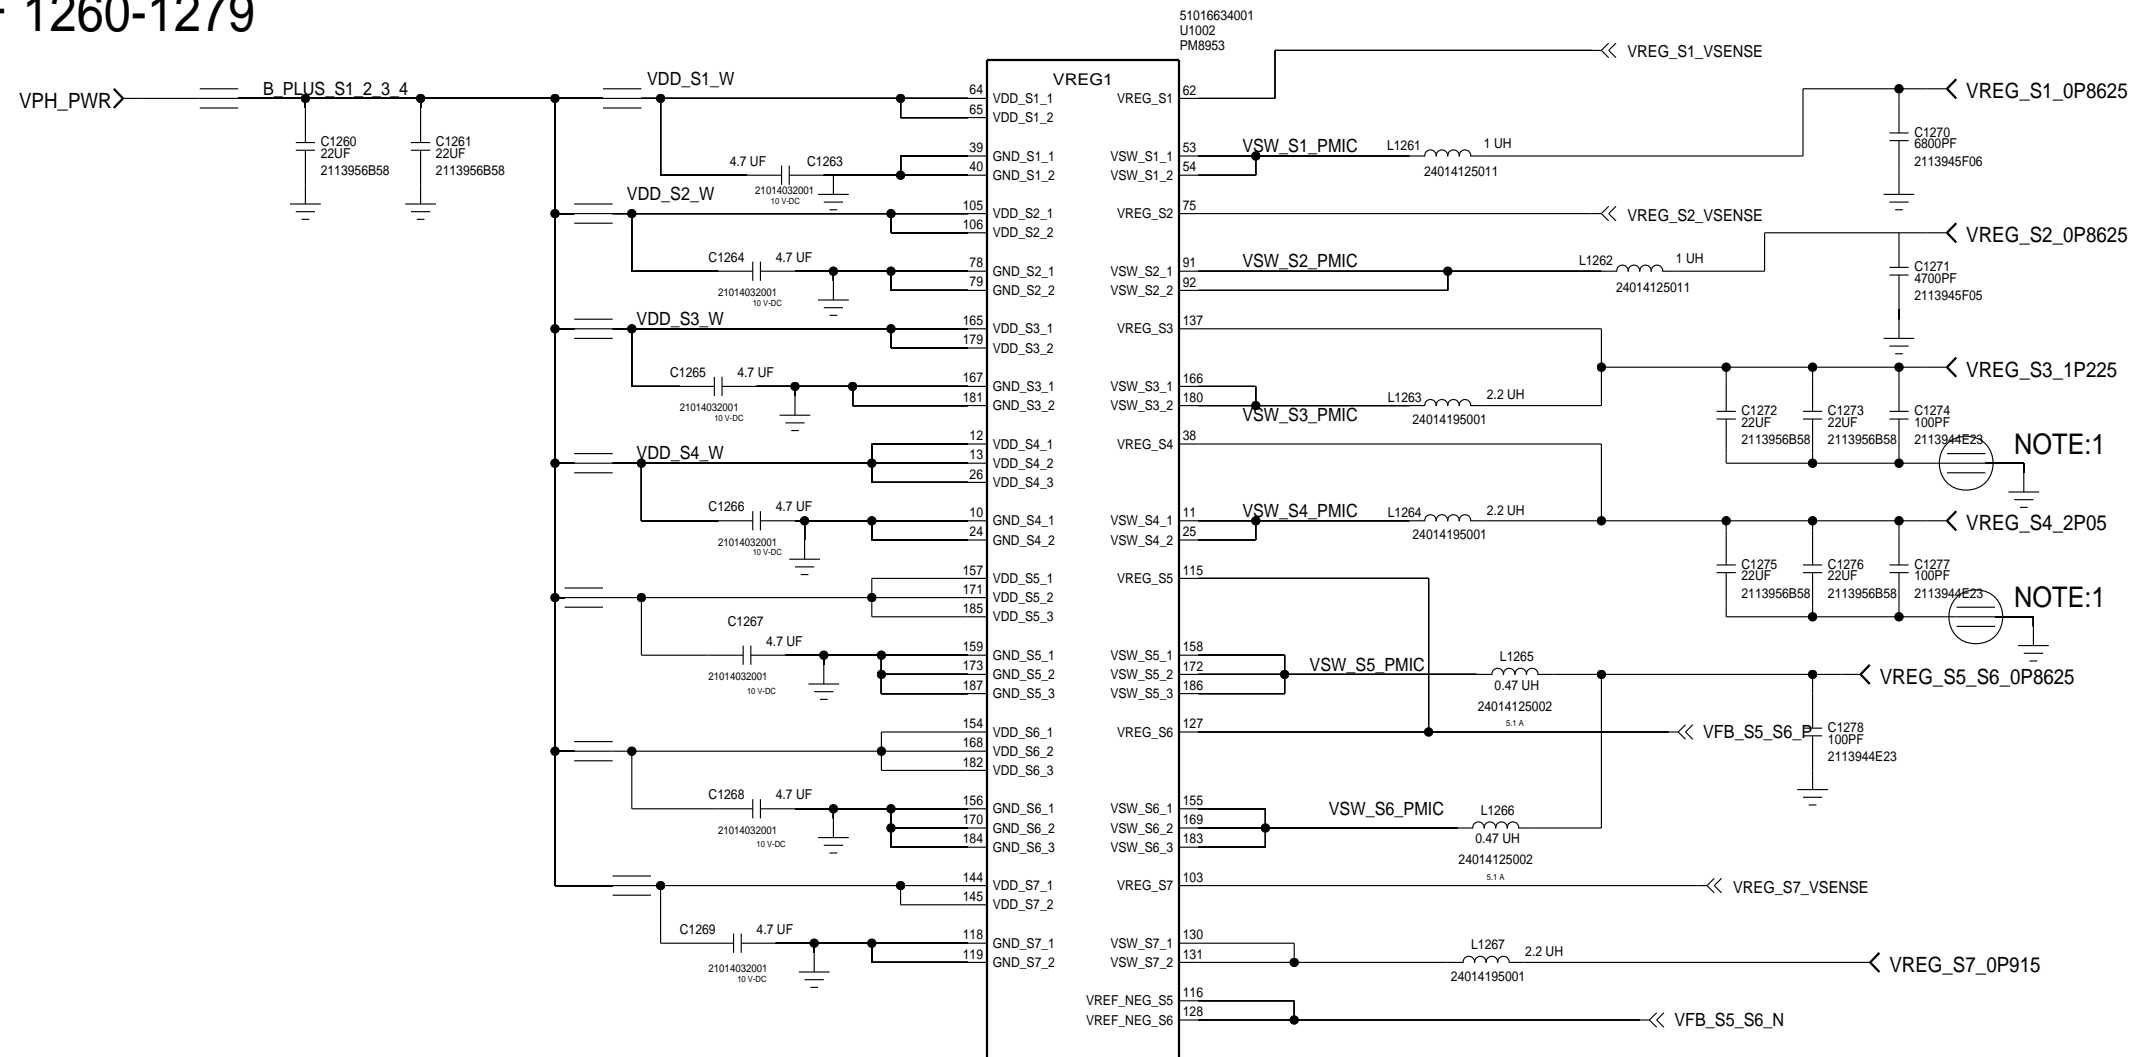 1260-1279
51016634001
U1002
PM8953
VREG1
VPH_PWR
B_PLUS_S1_2_3_4
C1260
22UF
2113956B58
C1261
22UF
2113956B58
VDD_S1_W
64 VDD_S1_1
65 VDD_S1_2
39 GND_S1_1
40 GND_S1_2
4.7 UF C1263
21014032001
10 V-DC
VDD_S2_W
105 VDD_S2_1
106 VDD_S2_2
C1264 4.7 UF
21014032001
10 V-DC
78 GND_S2_1
79 GND_S2_2
VDD_S3_W
165 VDD_S3_1
179 VDD_S3_2
C1265 4.7 UF
21014032001
10 V-DC
167 GND_S3_1
181 GND_S3_2
VDD_S4_W
12 VDD_S4_1
13 VDD_S4_2
26 VDD_S4_3
C1266 4.7 UF
21014032001
10 V-DC
10 GND_S4_1
24 GND_S4_2
157 VDD_S5_1
171 VDD_S5_2
185 VDD_S5_3
C1267
4.7 UF
21014032001
10 V-DC
159 GND_S5_1
173 GND_S5_2
187 GND_S5_3
154 VDD_S6_1
168 VDD_S6_2
182 VDD_S6_3
C1268 4.7 UF
21014032001
10 V-DC
156 GND_S6_1
170 GND_S6_2
184 GND_S6_3
144 VDD_S7_1
145 VDD_S7_2
C1269 4.7 UF
21014032001
10 V-DC
118 GND_S7_1
119 GND_S7_2
VREG_S1 62
VREG_S1_VSENSE
VSW_S1_1 53
VSW_S1_2 54
VSW_S1_PMIC
L1261 1 UH
24014125011
VREG_S1_0P8625
C1270
6800PF
2113945F06
VREG_S2 75
VREG_S2_VSENSE
VSW_S2_1 91
VSW_S2_2 92
VSW_S2_PMIC
L1262 1 UH
24014125011
VREG_S2_0P8625
C1271
4700PF
2113945F05
VREG_S3 137
VSW_S3_1 166
VSW_S3_2 180
VSW_S3_PMIC
L1263 2.2 UH
24014195001
VREG_S3_1P225
C1272
22UF
2113956B58
C1273
22UF
2113956B58
C1274
100PF
2113944E23
NOTE:1
VREG_S4 38
VSW_S4_1 11
VSW_S4_2 25
VSW_S4_PMIC
L1264 2.2 UH
24014195001
VREG_S4_2P05
C1275
22UF
2113956B58
C1276
22UF
2113956B58
C1277
100PF
2113944E23
NOTE:1
VREG_S5 115
VSW_S5_1 158
VSW_S5_2 172
VSW_S5_3 186
VSW_S5_PMIC
L1265
0.47 UH
24014125002
5.1 A
VREG_S5_S6_0P8625
VREG_S6 127
VFB_S5_S6_P
C1278
100PF
2113944E23
VSW_S6_1 155
VSW_S6_2 169
VSW_S6_3 183
VSW_S6_PMIC
L1266
0.47 UH
24014125002
5.1 A
VREG_S7 103
VREG_S7_VSENSE
VSW_S7_1 130
VSW_S7_2 131
L1267 2.2 UH
24014195001
VREG_S7_0P915
VREF_NEG_S5 116
VREF_NEG_S6 128
VFB_S5_S6_N